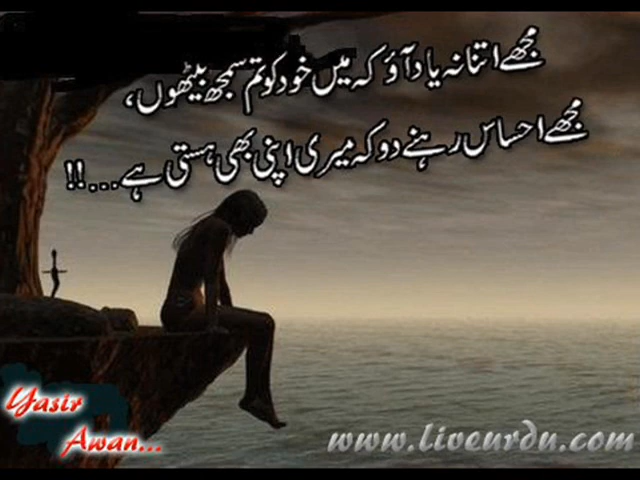 مجھے اتنا نہ یاد آؤ کہ میں خود کو تم سمجھ بیٹھوں،
مجھے احساس رہنے دو کہ میری اپنی بھی ہستی ہے...!!
Yasir
Awan...
www.liveurdu.com